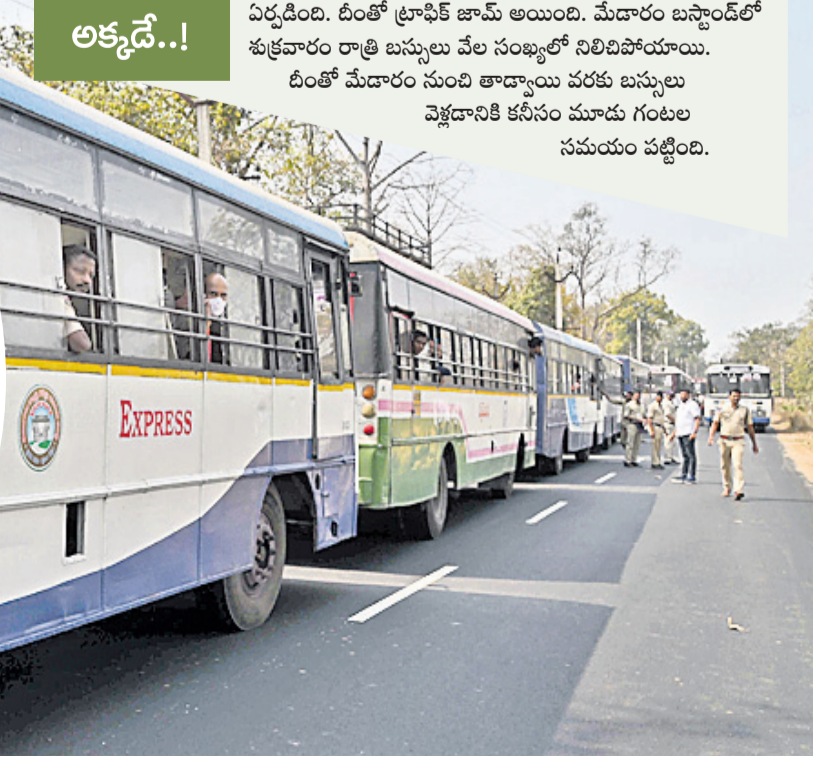 అక్కడే..!
ఏర్పడింది. దీంతో ట్రాఫిక్ జామ్ అయింది. మేడారం బస్టాండ్‌లో
శుక్రవారం రాత్రి బస్సులు వేల సంఖ్యలో నిలిచిపోయాయి.
దీంతో మేడారం నుంచి తాడ్వాయి వరకు బస్సులు
వెళ్లడానికి కనీసం మూడు గంటల
సమయం పట్టింది.
EXPRESS